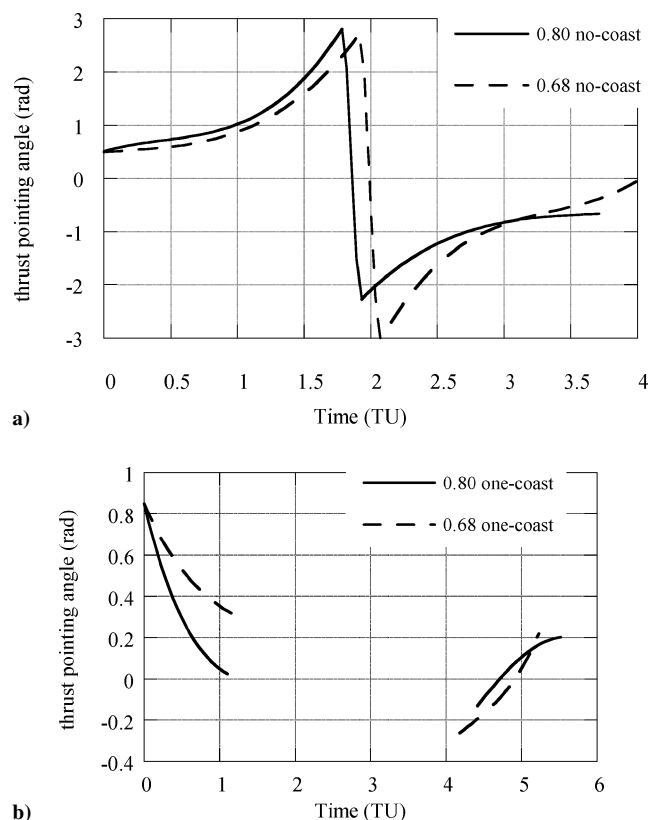 3
2
1
0
-1
-2
-3
thrust pointing angle (rad)
0.80 no-coast
0.68 no-coast
0 0.5 1 1.5 2 2.5 3 3.5 4
Time (TU)
a)
1
0.8
0.6
0.4
0.2
0
-0.2
-0.4
thrust pointing angle (rad)
0.80 one-coast
0.68 one-coast
0 1 2 3 4 5 6
Time (TU)
b)